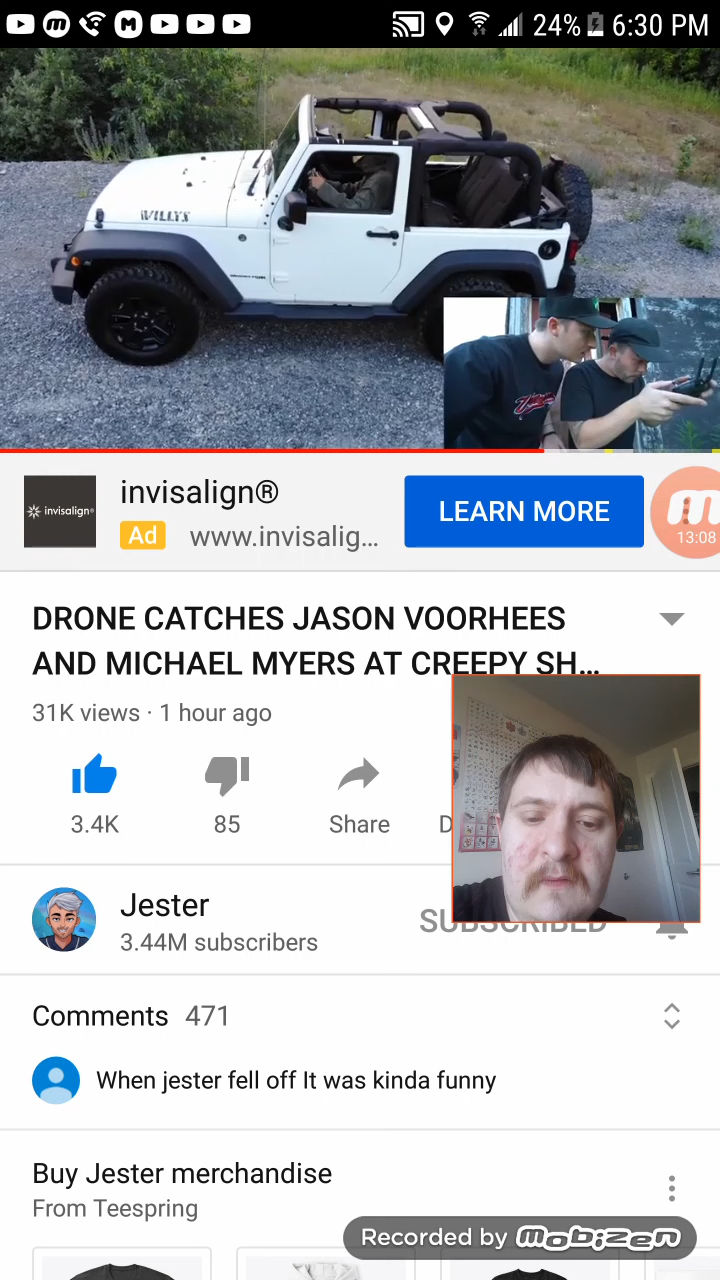 24% 6:30 PM
WILLYS
invisalign
invisalign®
Ad www.invisalig...
LEARN MORE
13:08
DRONE CATCHES JASON VOORHEES
AND MICHAEL MYERS AT CREEPY SH...
31K views · 1 hour ago
3.4K
85
Share
D
Jester
3.44M subscribers
SUBSCRIBED
Comments 471
When jester fell off It was kinda funny
Buy Jester merchandise
From Teespring
Recorded by mobizen